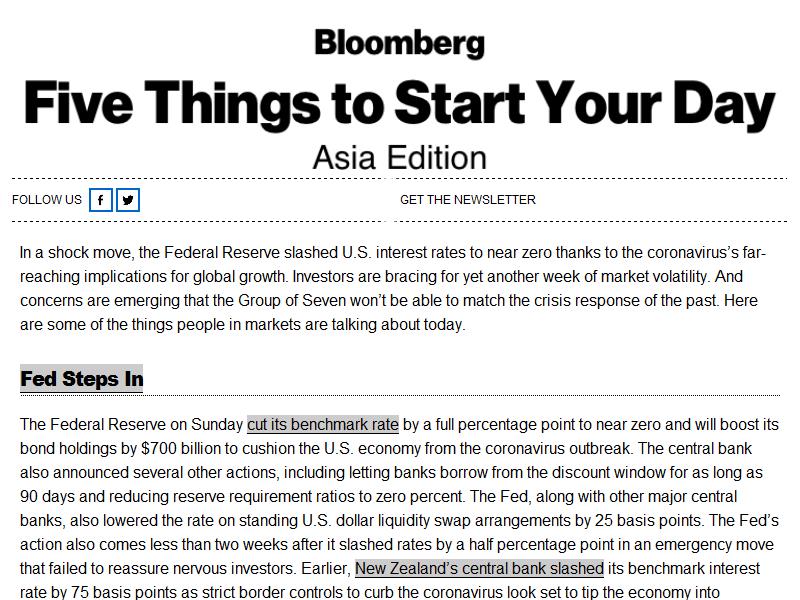 Bloomberg
Five Things to Start Your Day
Asia Edition
FOLLOW US
GET THE NEWSLETTER
In a shock move, the Federal Reserve slashed U.S. interest rates to near zero thanks to the coronavirus’s far-
reaching implications for global growth. Investors are bracing for yet another week of market volatility. And
concerns are emerging that the Group of Seven won’t be able to match the crisis response of the past. Here
are some of the things people in markets are talking about today.
Fed Steps In
The Federal Reserve on Sunday cut its benchmark rate by a full percentage point to near zero and will boost its
bond holdings by $700 billion to cushion the U.S. economy from the coronavirus outbreak. The central bank
also announced several other actions, including letting banks borrow from the discount window for as long as
90 days and reducing reserve requirement ratios to zero percent. The Fed, along with other major central
banks, also lowered the rate on standing U.S. dollar liquidity swap arrangements by 25 basis points. The Fed’s
action also comes less than two weeks after it slashed rates by a half percentage point in an emergency move
that failed to reassure nervous investors. Earlier, New Zealand’s central bank slashed its benchmark interest
rate by 75 basis points as strict border controls to curb the coronavirus look set to tip the economy into